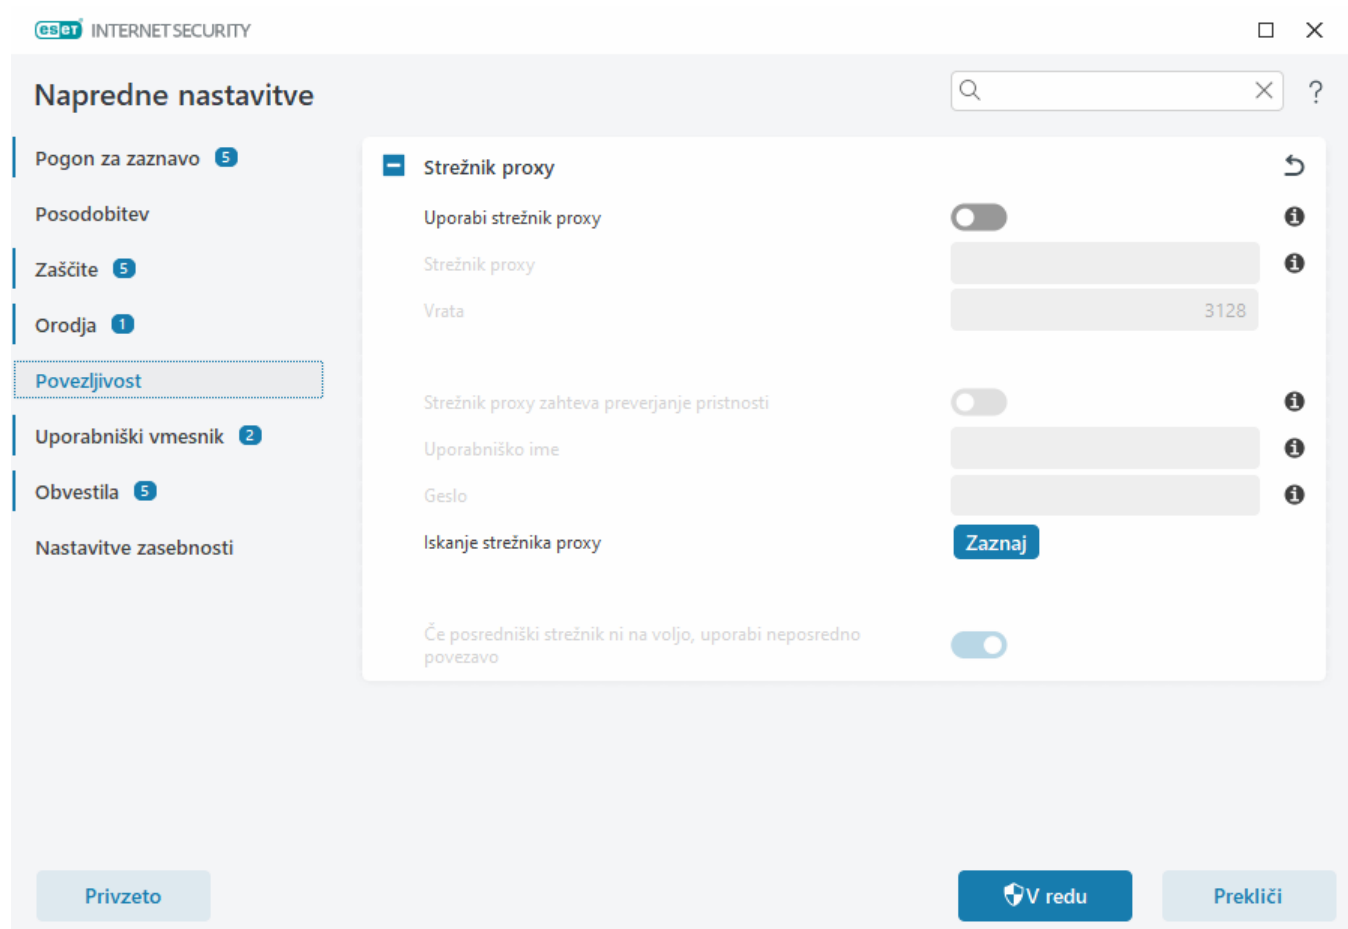 eset INTERNET SECURITY
Napredne nastavitve
?
Pogon za zaznavo 5
Posodobitev
Zaščite 5
Orodja 1
Povezljivost
Uporabniški vmesnik 2
Obvestila 5
Nastavitve zasebnosti
Strežnik proxy
Uporabi strežnik proxy
Strežnik proxy
Vrata 3128
Strežnik proxy zahteva preverjanje pristnosti
Uporabniško ime
Geslo
Iskanje strežnika proxy Zaznaj
Če posredniški strežnik ni na voljo, uporabi neposredno
povezavo
Privzeto
V redu
Prekliči